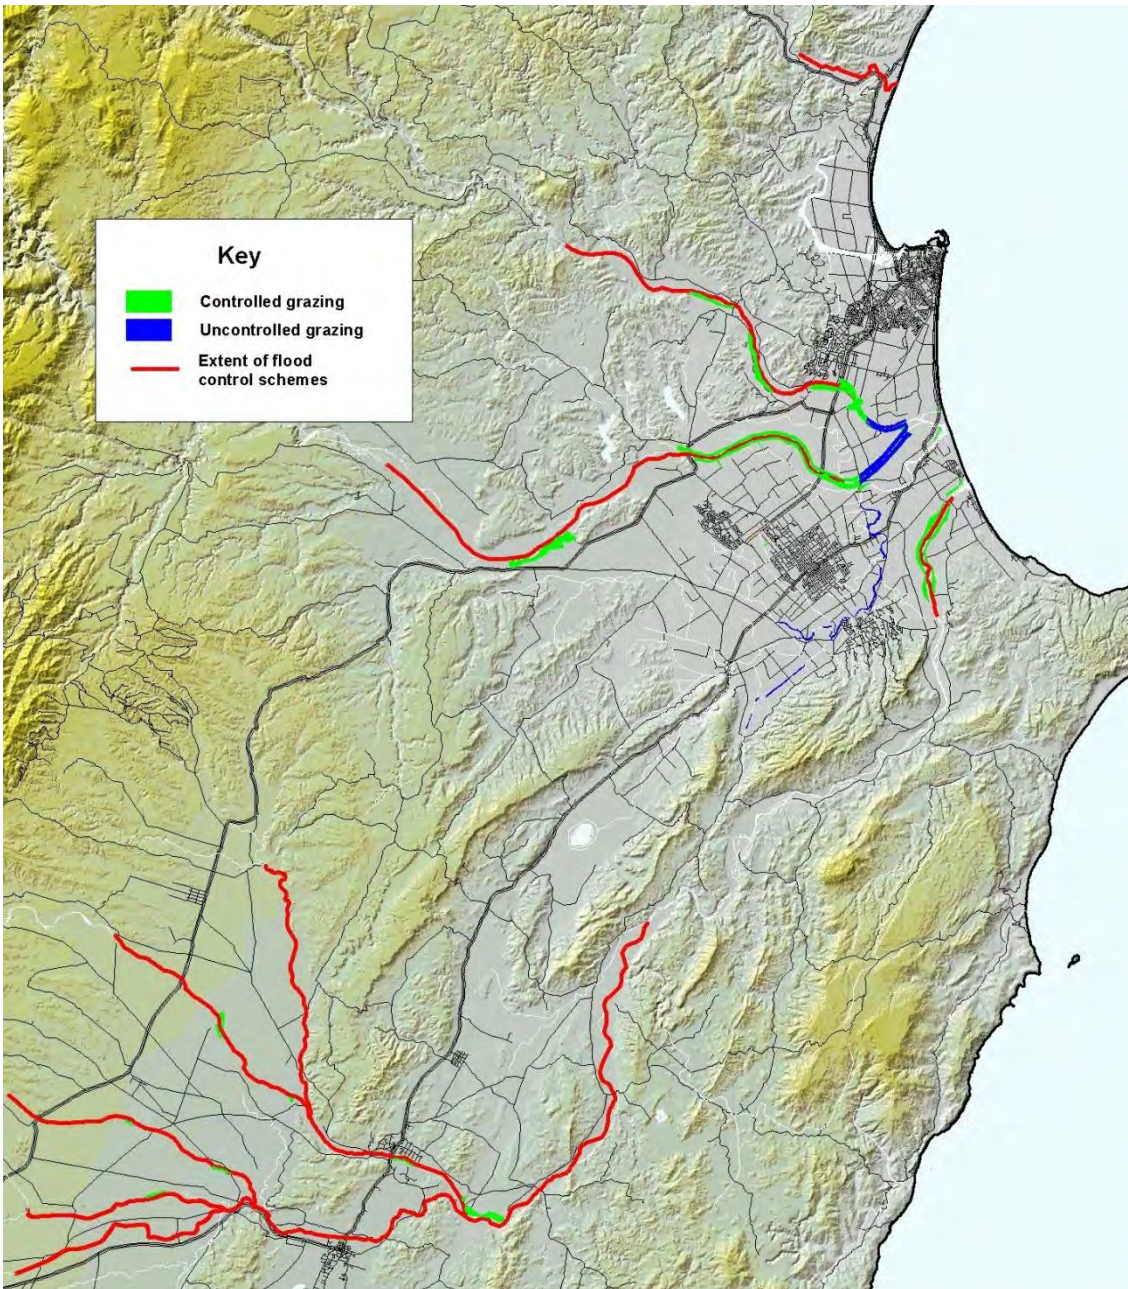 Key
Controlled grazing
Uncontrolled grazing
Extent of flood
control schemes